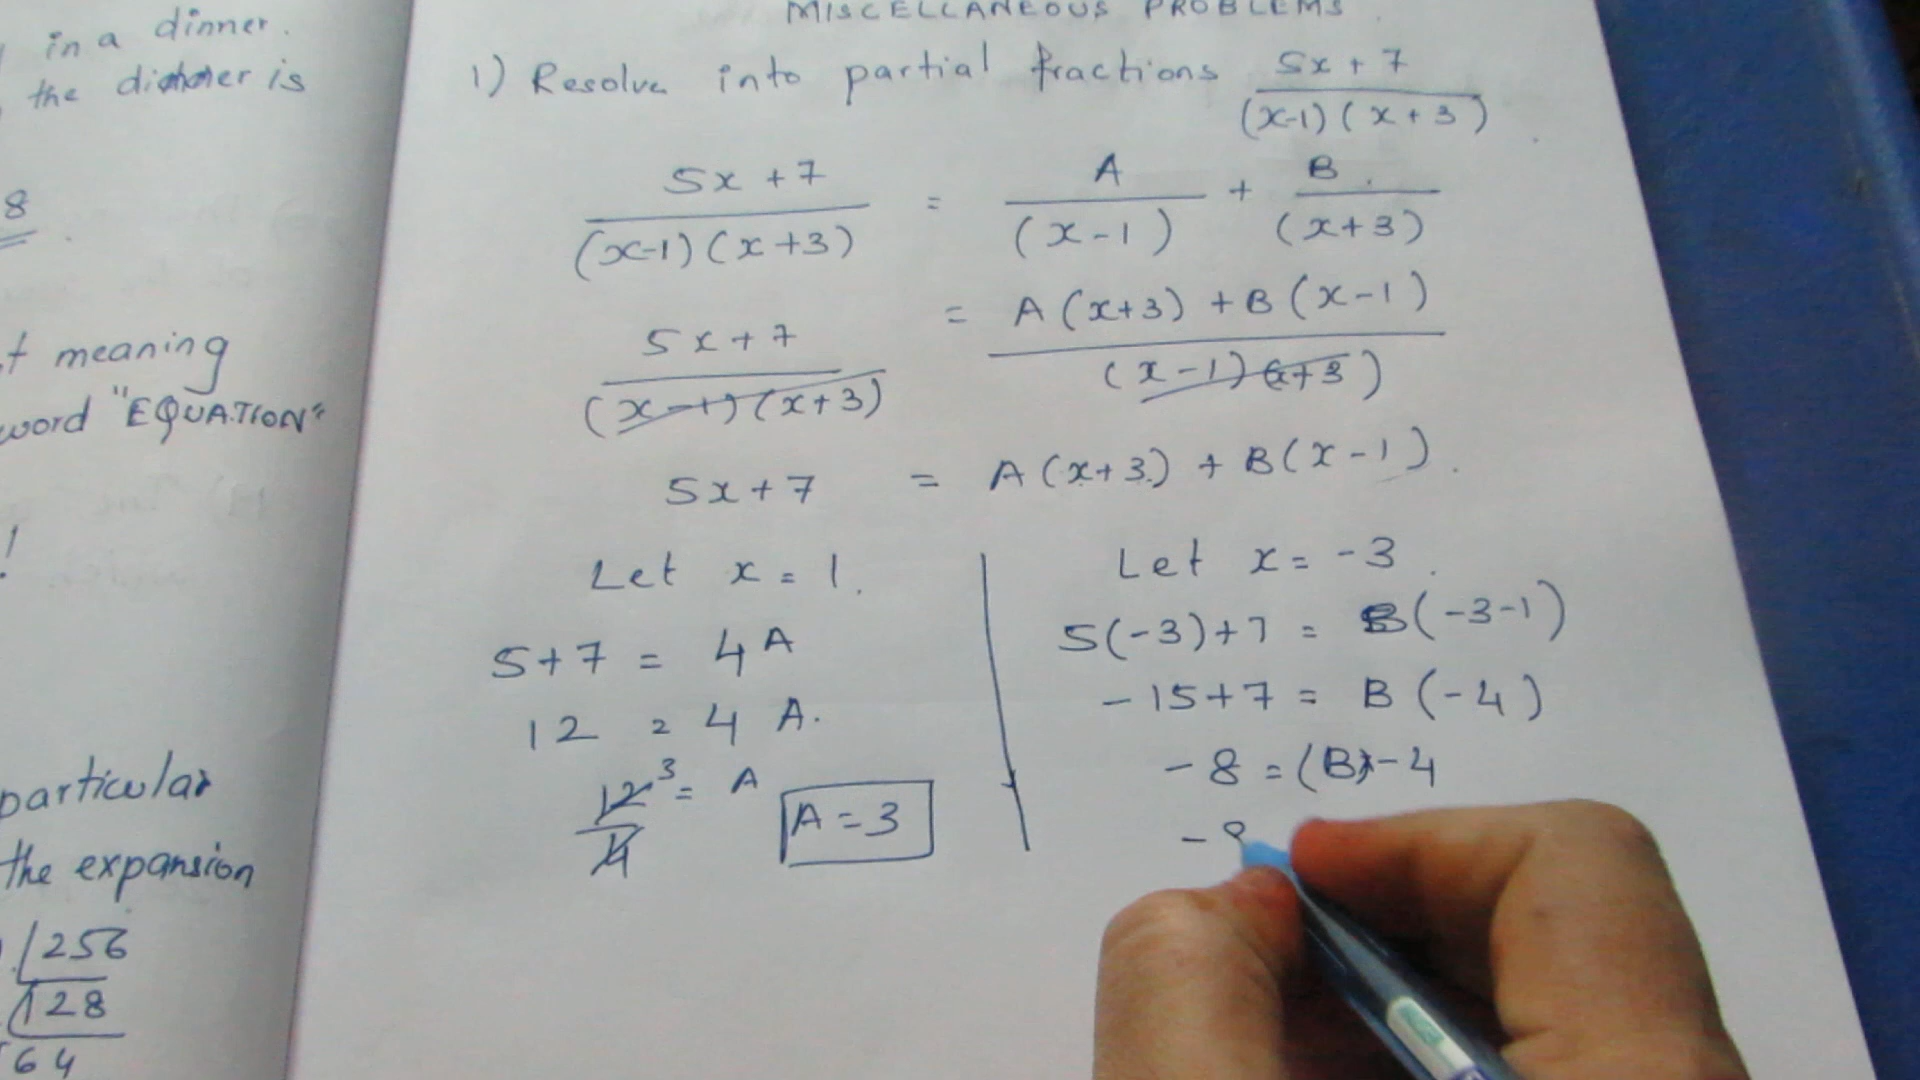 in a dinner.
the dinner is
8
meaning
word "EQUATION"
!
particular
the expansion
256
128
64
MISCELLANEOUS PROBLEMS
1) Resolve into partial fractions 5x+7
(x-1)(x+3)
5x+7 = A + B
(x-1)(x+3) (x-1) (x+3)
5x+7 = A(x+3) + B(x-1)
(x-1)(x+3) (x-1)(x+3)
5x+7 = A(x+3) + B(x-1).
Let x = 1.
5+7 = 4A
12 = 4A.
12 3 = A
4
A = 3
Let x = -3.
5(-3)+7 = B(-3-1)
-15+7 = B(-4)
-8 = (B)-4
-8